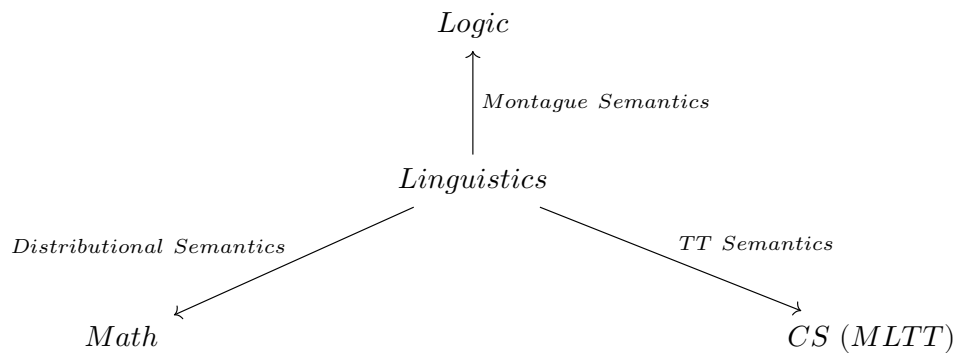 Logic
Montague Semantics
Linguistics
Distributional Semantics
TT Semantics
Math
CS (MLTT)